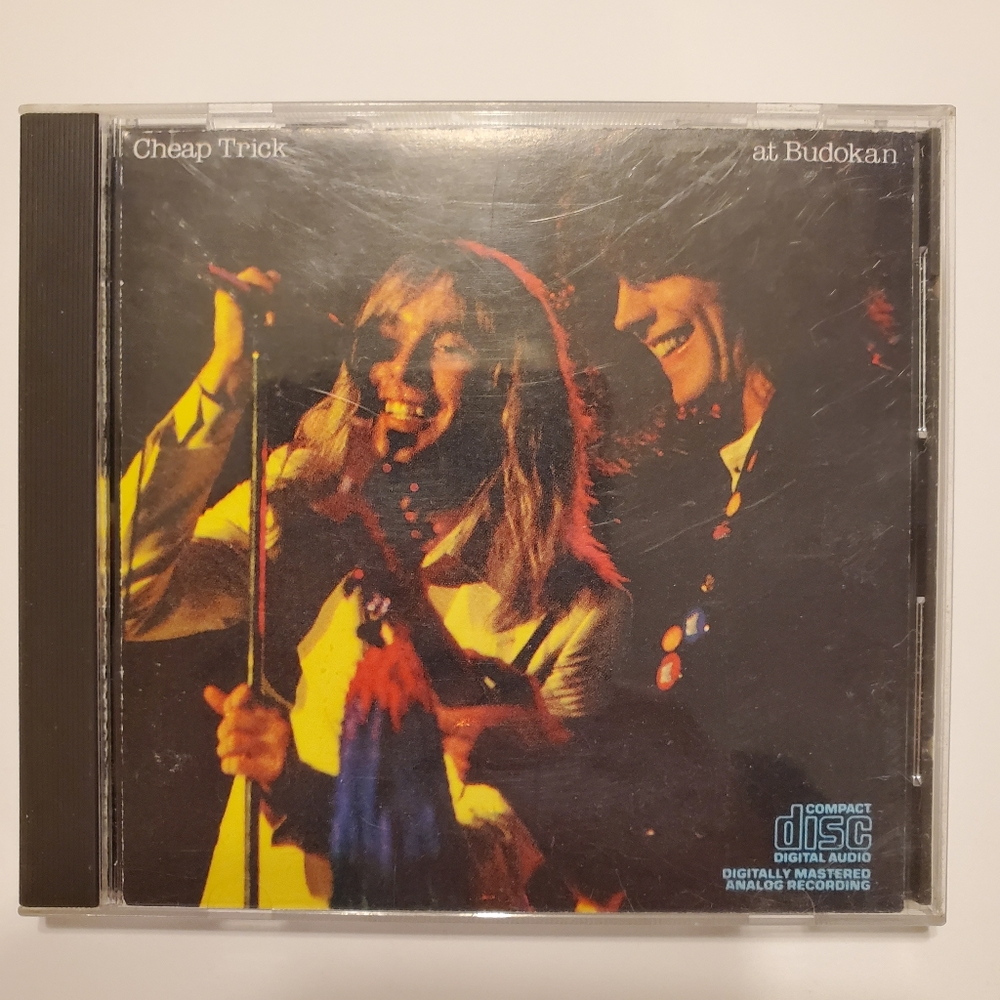 Cheap Trick
at Budokan
COMPACT
disc
DIGITAL AUDIO
DIGITALLY MASTERED
ANALOG RECORDING